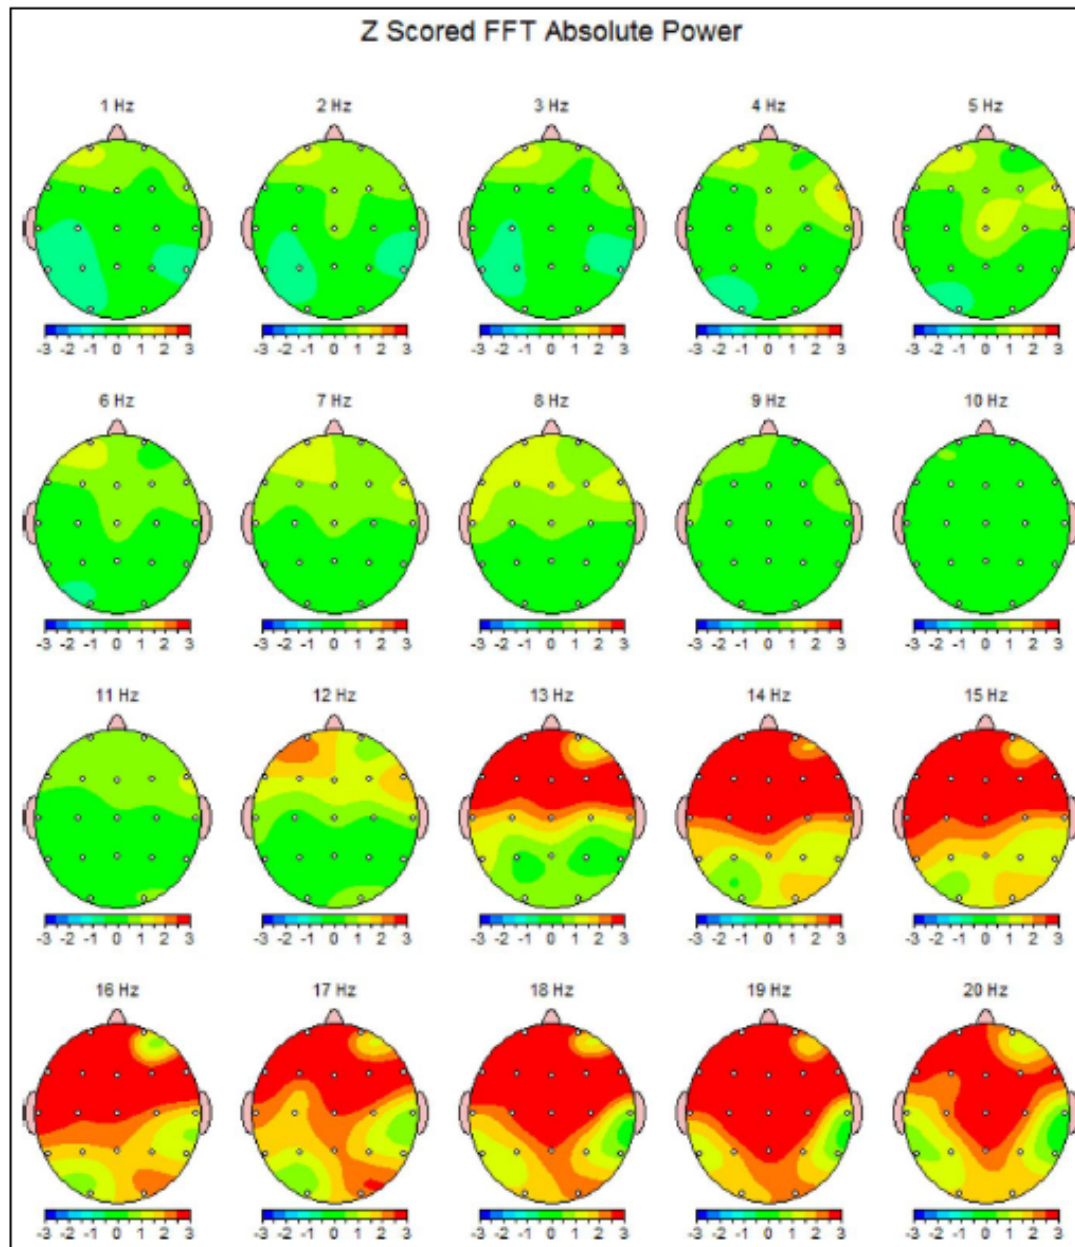 Z Scored FFT Absolute Power
1 Hz 2 Hz 3 Hz 4 Hz 5 Hz
-3 -2 -1 0 1 2 3 -3 -2 -1 0 1 2 3 -3 -2 -1 0 1 2 3 -3 -2 -1 0 1 2 3 -3 -2 -1 0 1 2 3
6 Hz 7 Hz 8 Hz 9 Hz 10 Hz
-3 -2 -1 0 1 2 3 -3 -2 -1 0 1 2 3 -3 -2 -1 0 1 2 3 -3 -2 -1 0 1 2 3 -3 -2 -1 0 1 2 3
11 Hz 12 Hz 13 Hz 14 Hz 15 Hz
-3 -2 -1 0 1 2 3 -3 -2 -1 0 1 2 3 -3 -2 -1 0 1 2 3 -3 -2 -1 0 1 2 3 -3 -2 -1 0 1 2 3
16 Hz 17 Hz 18 Hz 19 Hz 20 Hz
-3 -2 -1 0 1 2 3 -3 -2 -1 0 1 2 3 -3 -2 -1 0 1 2 3 -3 -2 -1 0 1 2 3 -3 -2 -1 0 1 2 3